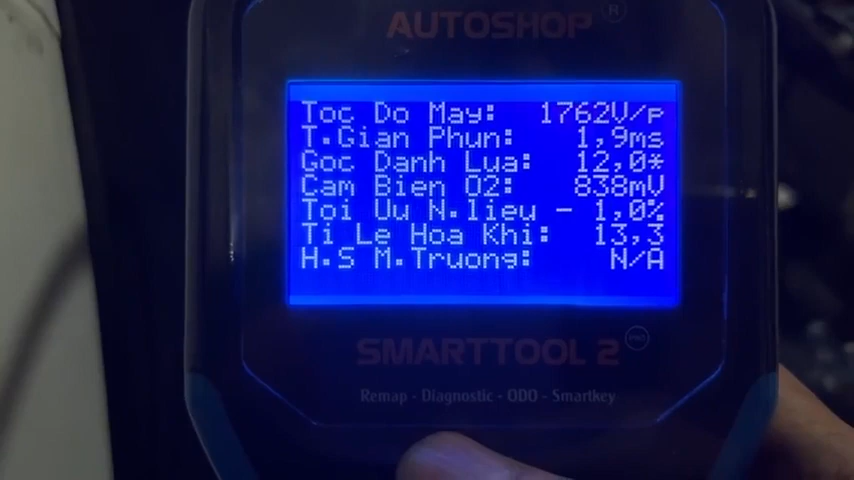 AUTOSHOP ®
Toc Do May: 1762V/p
T.Gian Phun: 1,9ms
Goc Danh Lua: 12,0*
Cam Bien O2: 838mV
Toi Uu N.lieu - 1,0%
Ti Le Hoa Khi: 13,3
H.S M.Truong: N/A
SMARTTOOL 2
Remap - Diagnostic - ODO - Smartkey